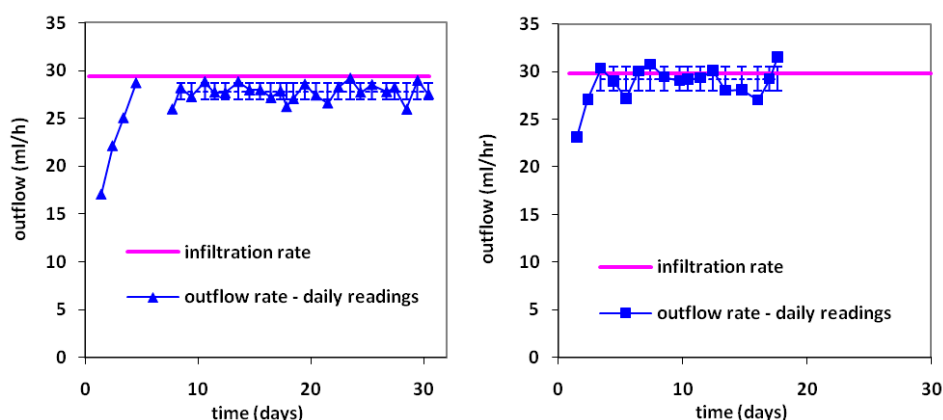 35
30
25
20
15
10
5
0
outflow (ml/h)
infiltration rate
outflow rate - daily readings
0 10 20 30
time (days)
35
30
25
20
15
10
5
0
outflow (ml/hr)
infiltration rate
outflow rate - daily readings
0 10 20 30
time (days)